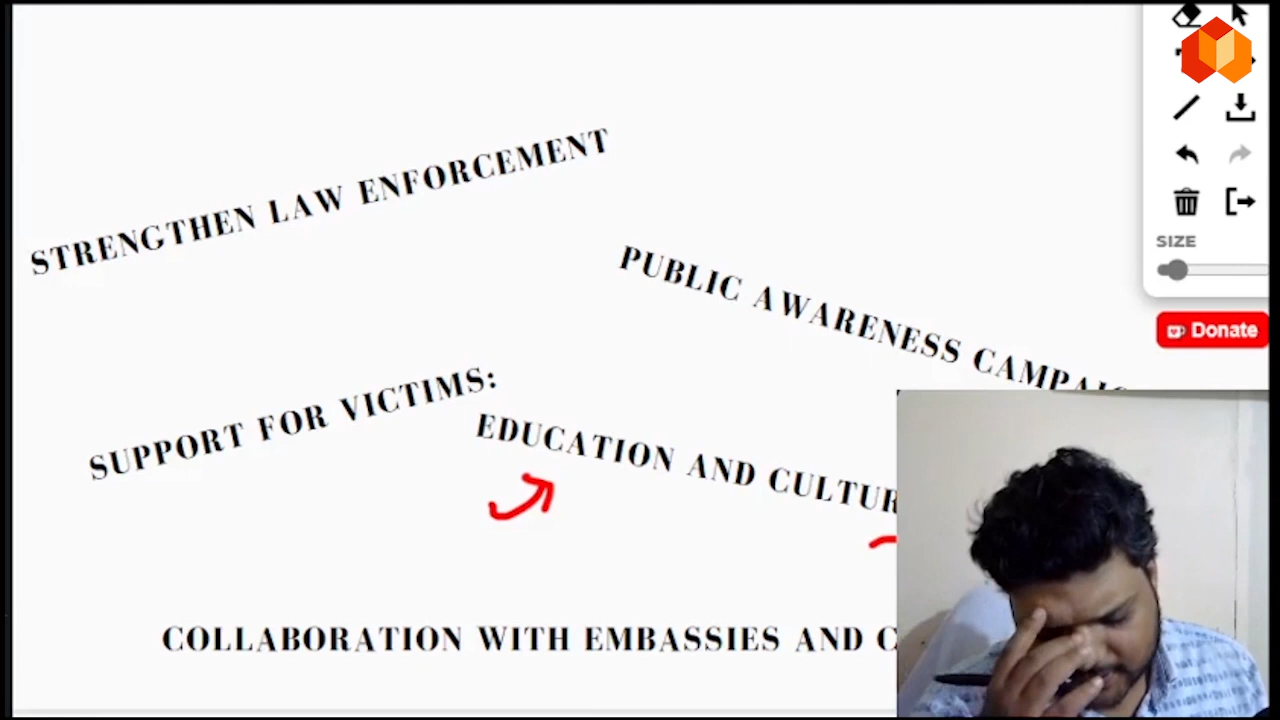 STRENGTHEN LAW ENFORCEMENT
PUBLIC AWARENESS
SUPPORT FOR VICTIMS:
EDUCATION AND
COLLABORATION WITH EMBASSIES AND
SIZE
Donate